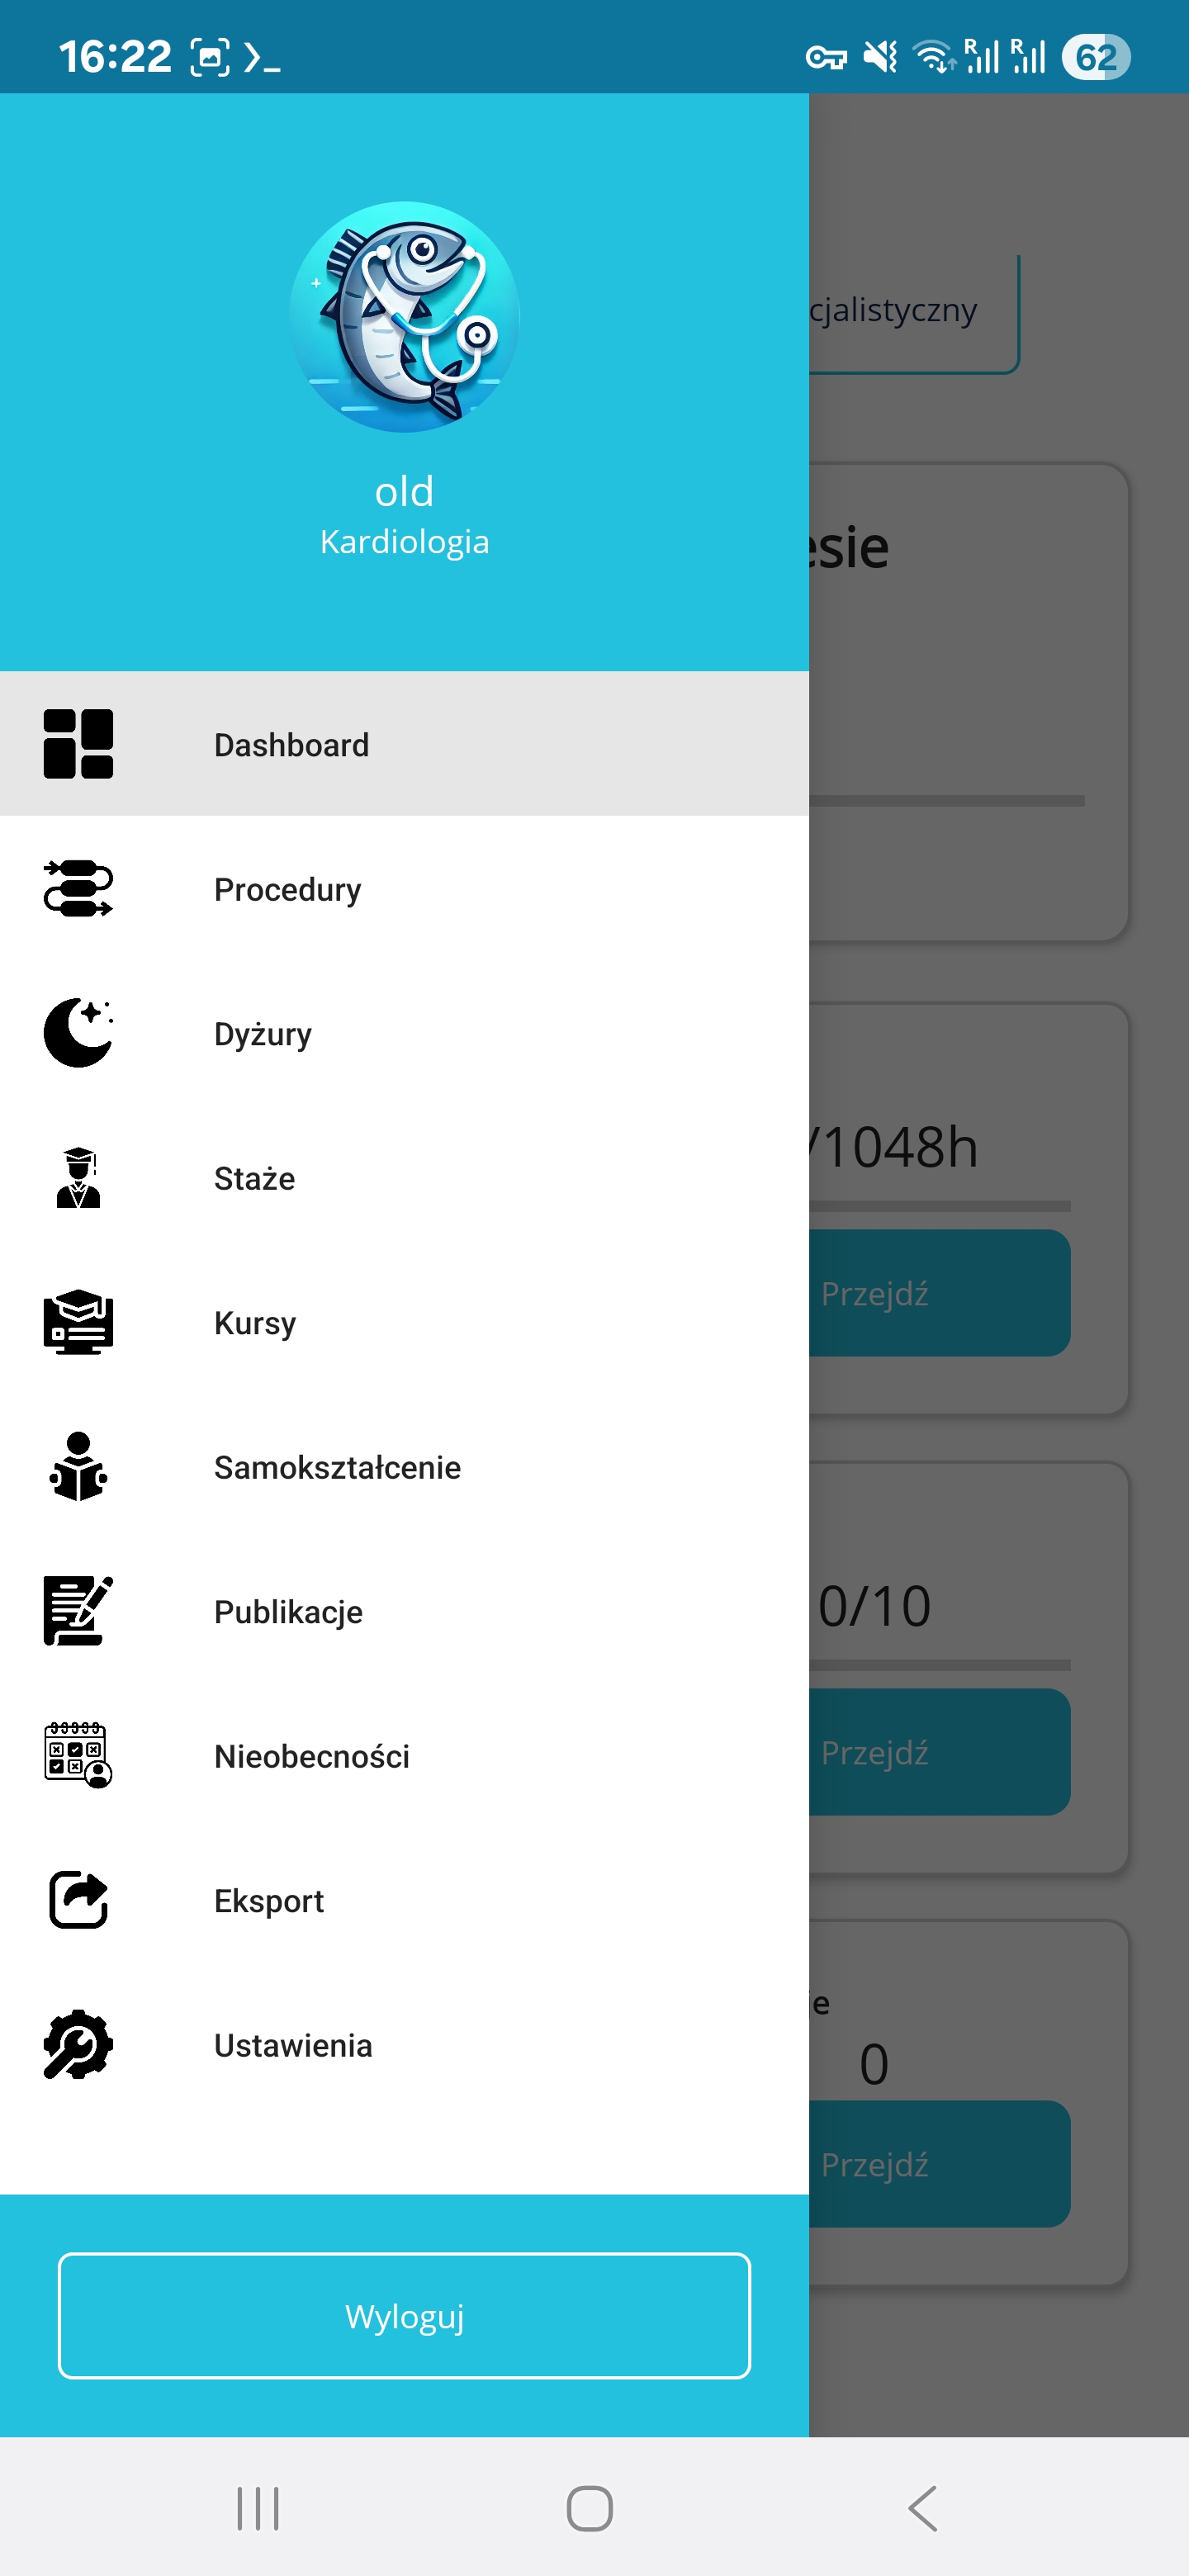 16:22
R
R
62
cjalistyczny
old
Kardiologia
esie
Dashboard
Procedury
Dyżury
/1048h
Staże
Przejdź
Kursy
Samokształcenie
0/10
Publikacje
Przejdź
Nieobecności
Eksport
e
Ustawienia
0
Przejdź
Wyloguj